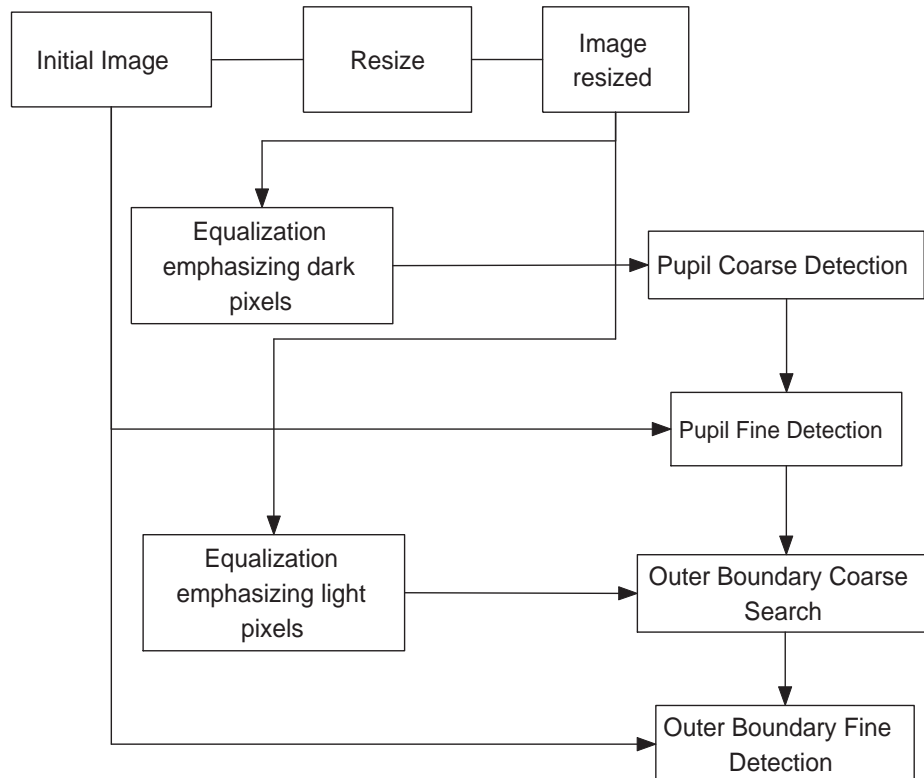 Initial Image
Resize
Image
resized
Equalization
emphasizing dark
pixels
Pupil Coarse Detection
Pupil Fine Detection
Equalization
emphasizing light
pixels
Outer Boundary Coarse
Search
Outer Boundary Fine
Detection